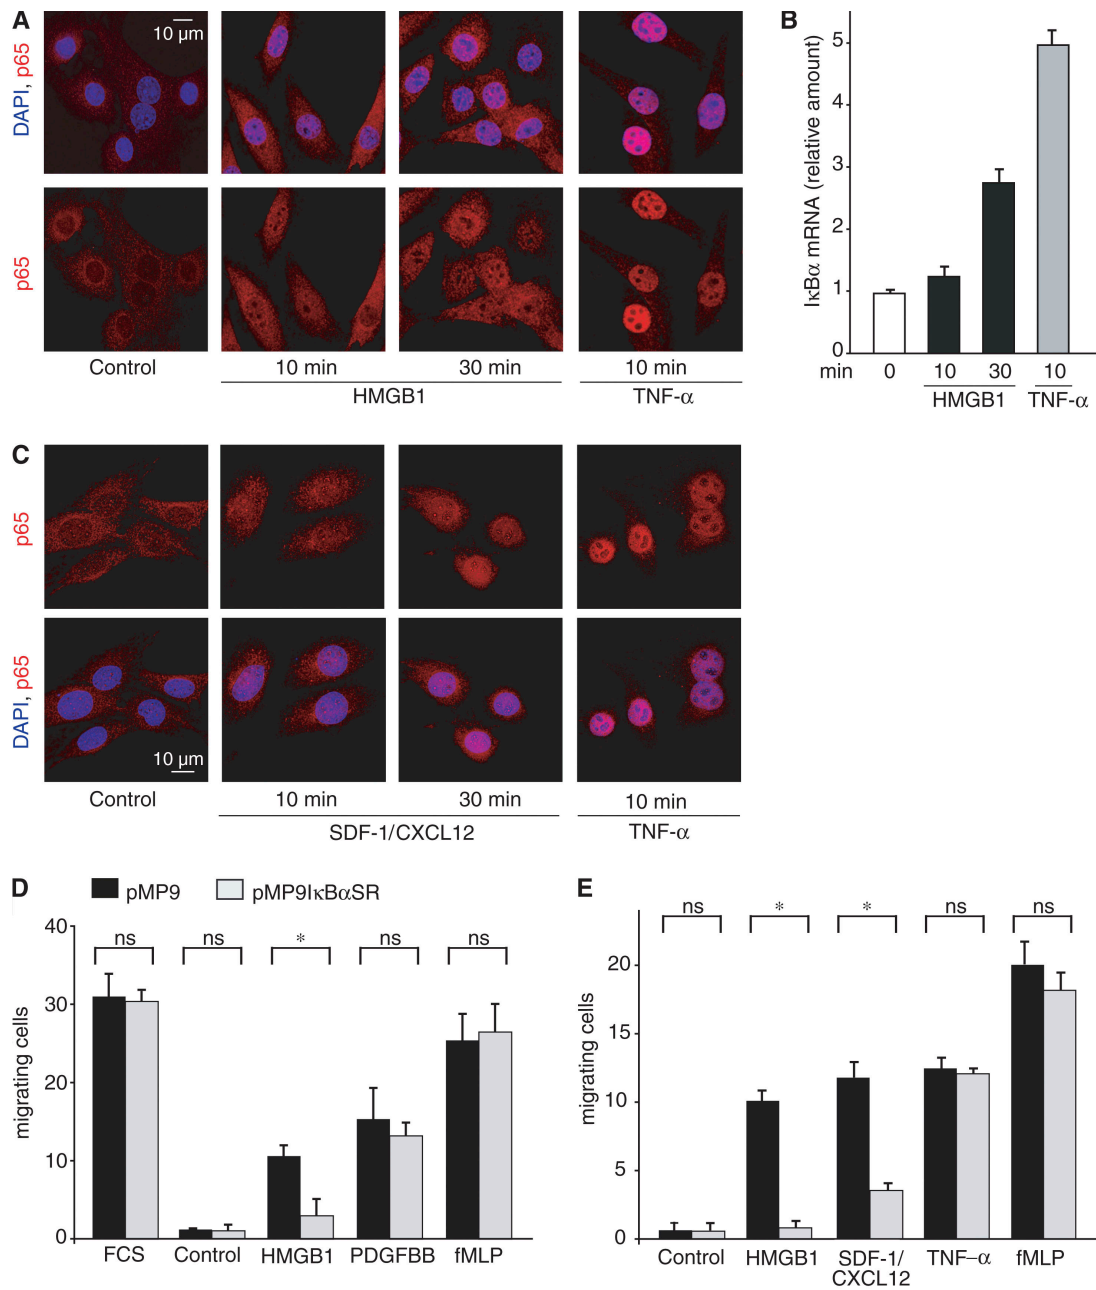 A
DAPI, p65
10 µm
p65
Control
10 min
30 min
10 min
HMGB1
TNF-α
B
IκBα mRNA (relative amount)
5
4
3
2
1
0
min 0 10 30 10
HMGB1 TNF-α
C
p65
DAPI, p65
10 µm
Control
10 min
30 min
10 min
SDF-1/CXCL12
TNF-α
D
pMP9 pMP9IκBαSR
migrating cells
40
30
20
10
0
ns ns * ns ns
FCS Control HMGB1 PDGFBB fMLP
E
migrating cells
20
15
10
5
0
ns * * ns ns
Control HMGB1 SDF-1/ TNF–α fMLP
CXCL12